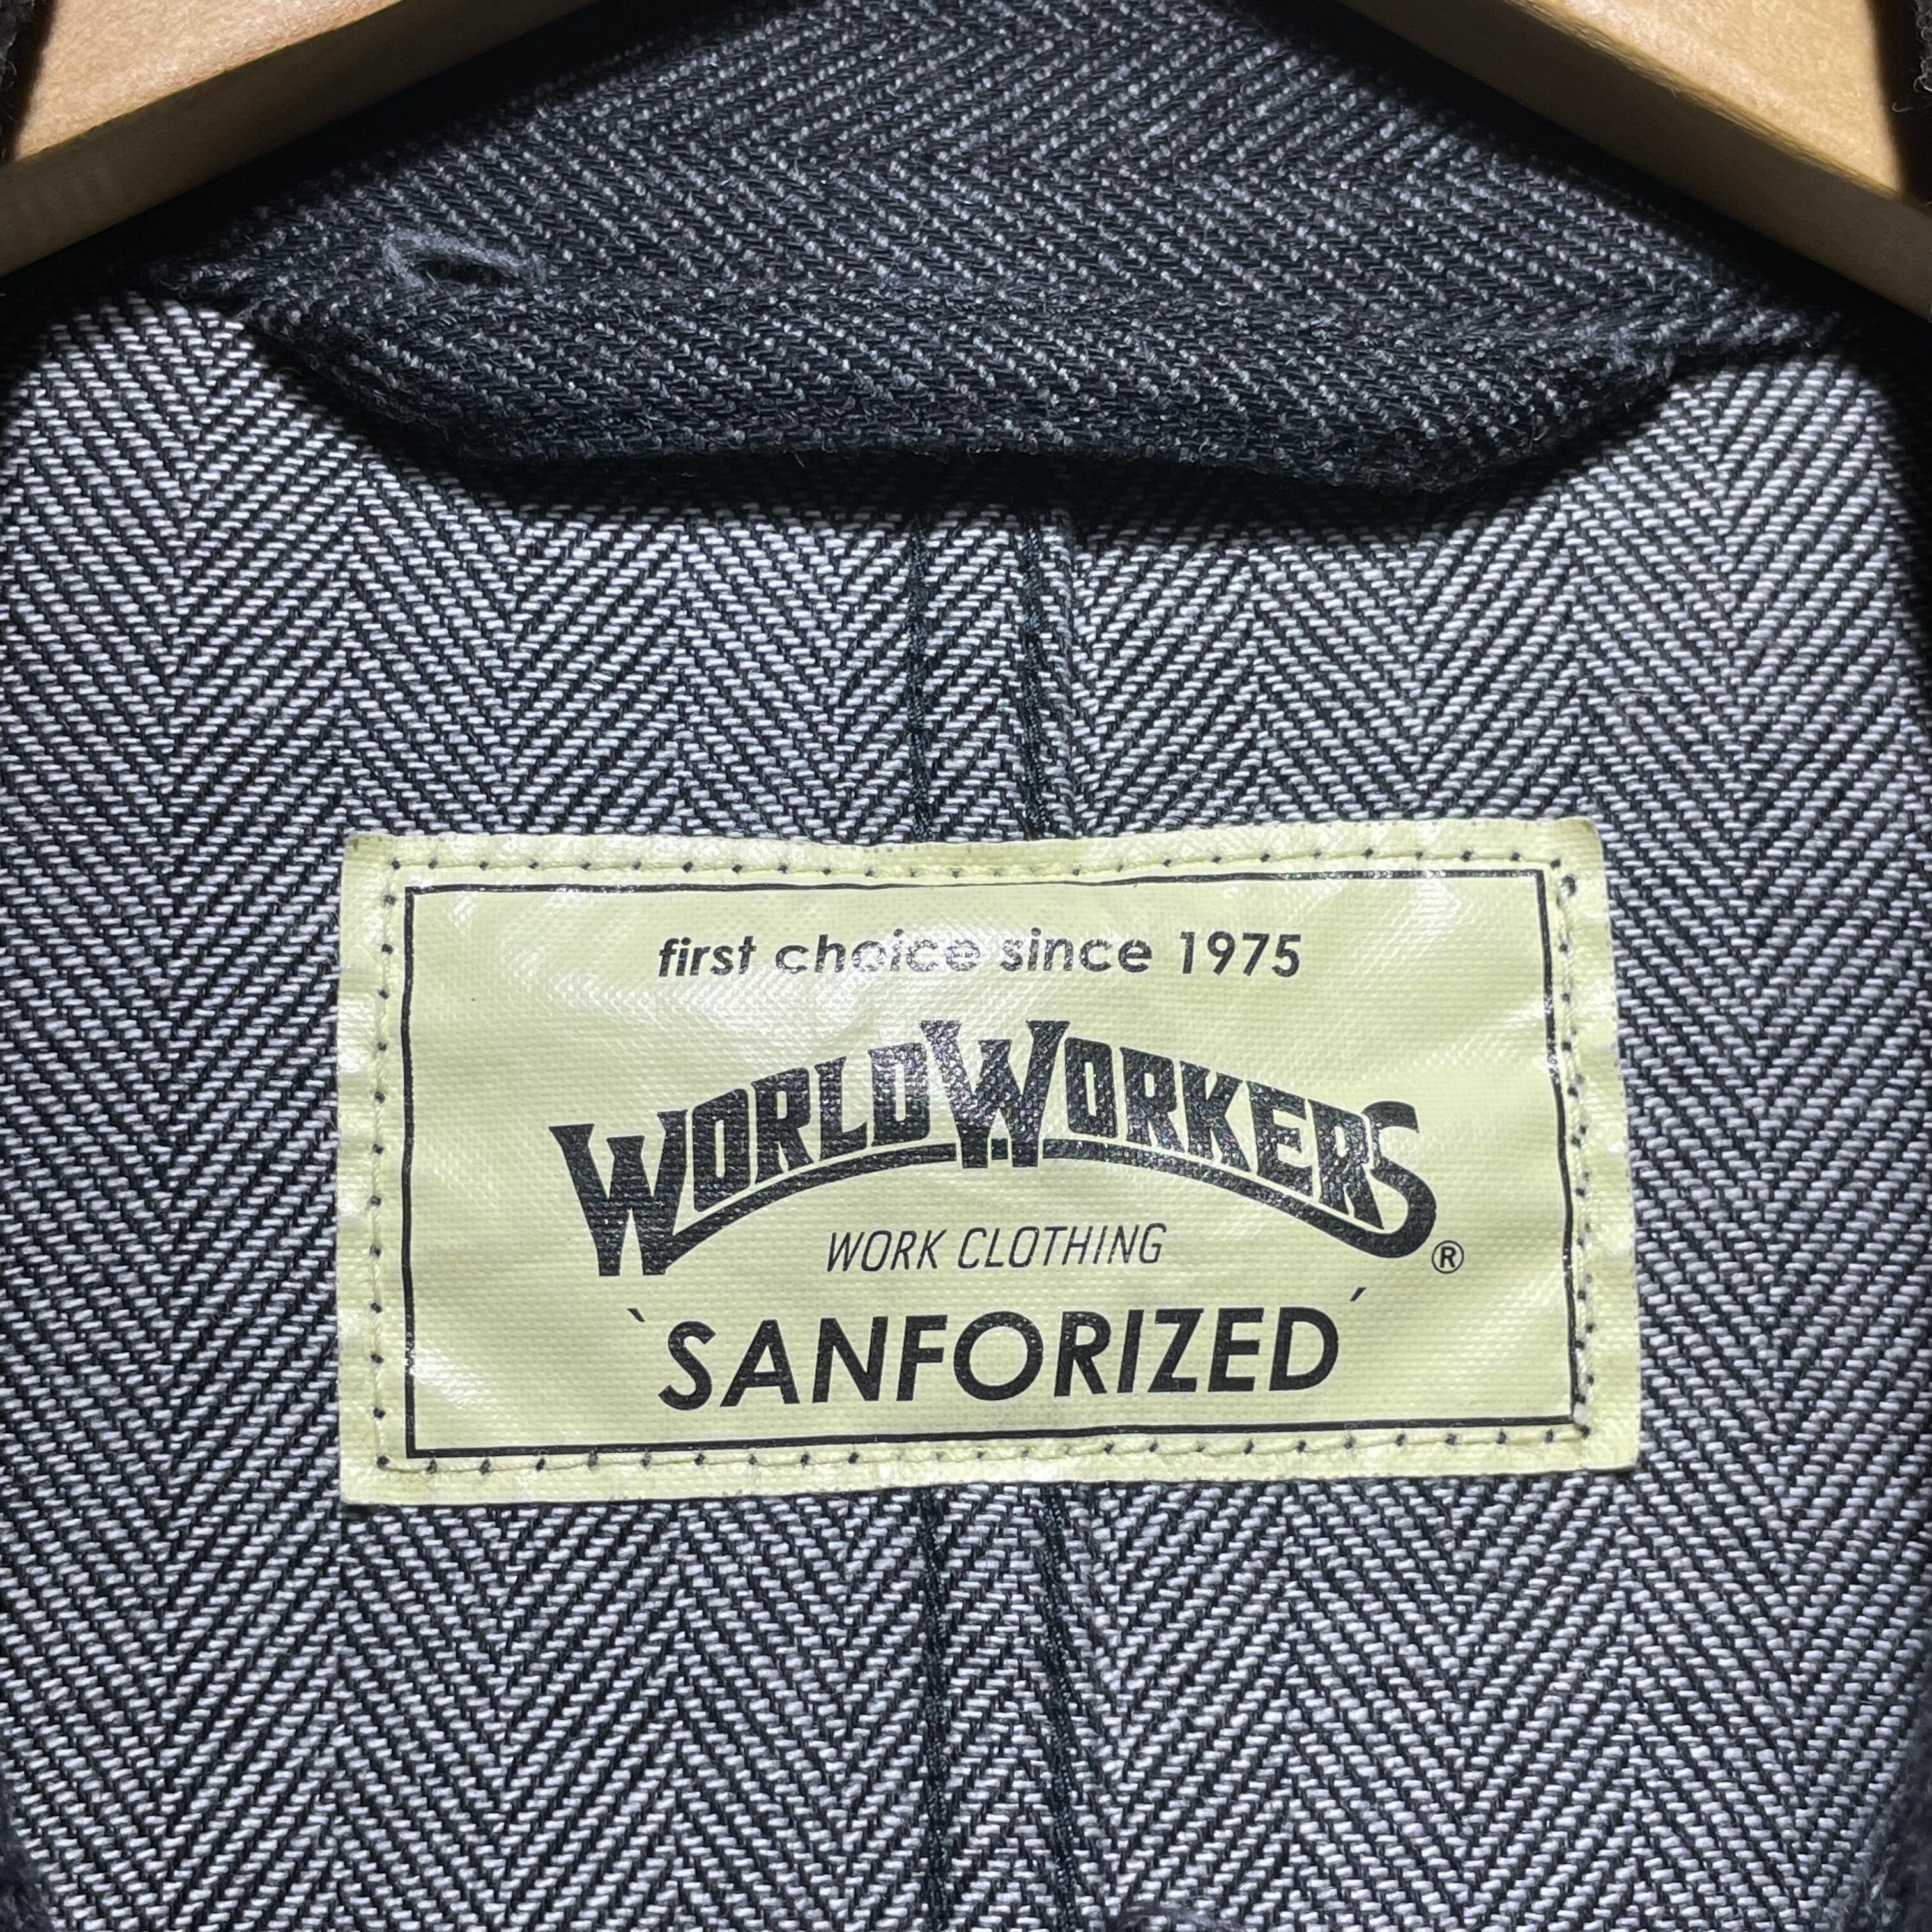 first choice since 1975
WORLD WORKERS
WORK CLOTHING
®
`SANFORIZED´